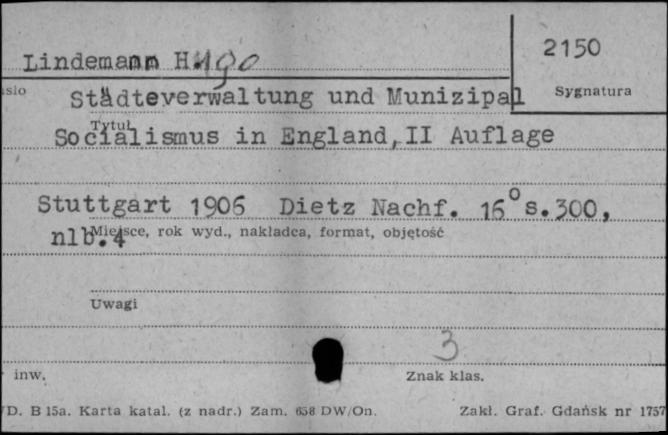 Lindemann Hugo
2150
Sygnatura
Städteverwaltung und Munizipal
Tytuł
Socialismus in England, II Auflage
Stuttgart 1906 Dietz Nachf. 16° s.300,
nlb.4
Miejsce, rok wyd., nakładca, format, objętość
Uwagi
3
inw.
Znak klas.
D. B 15a. Karta katal. (z nadr.) Zam. 658 DW/On.
Zakł. Graf. Gdańsk nr 1757